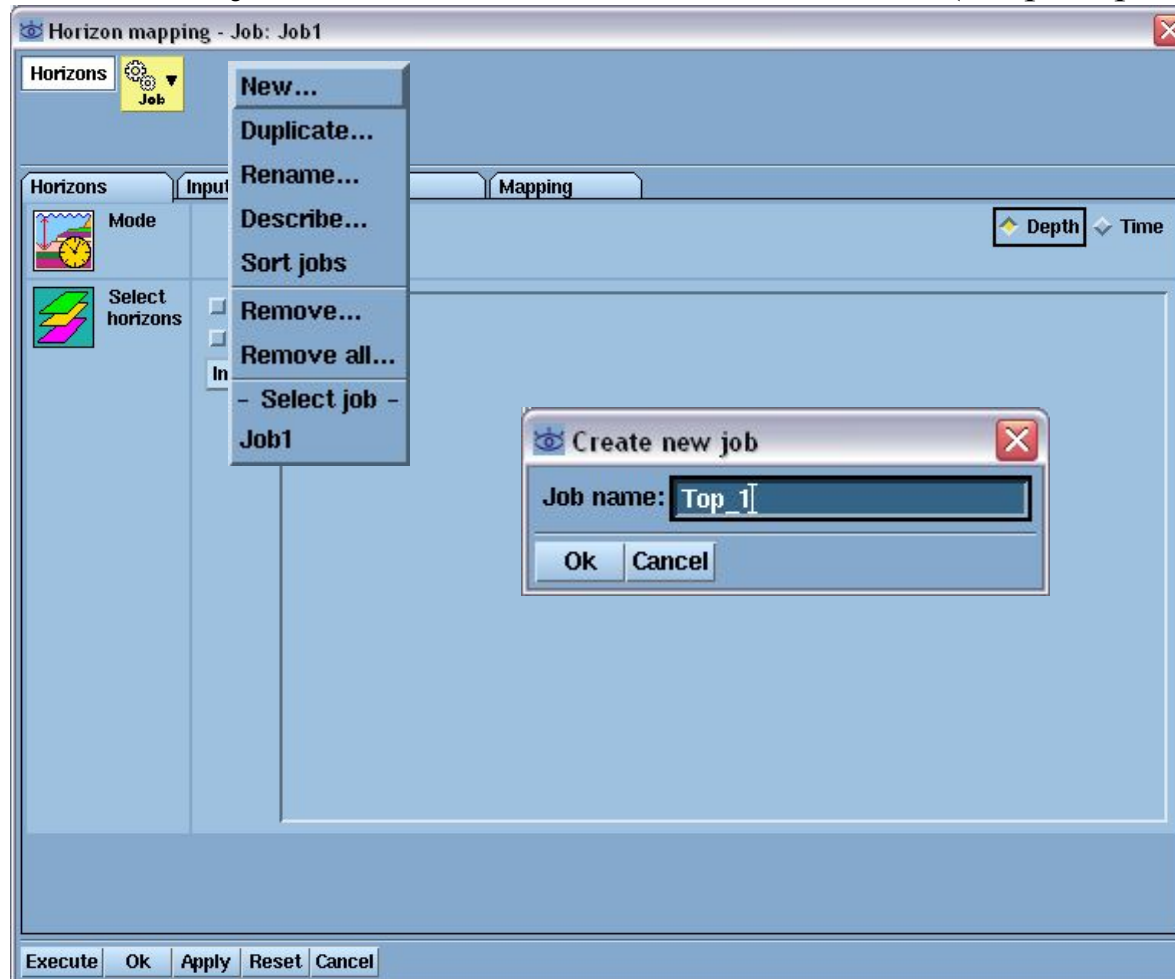 Horizon mapping - Job: Job1
Horizons
Job
New...
Duplicate...
Rename...
Describe...
Sort jobs
Remove...
Remove all...
- Select job -
Job1
Horizons
Input
Mapping
Mode
Depth
Time
Select
horizons
In
Create new job
Job name: Top_1
Ok Cancel
Execute Ok Apply Reset Cancel